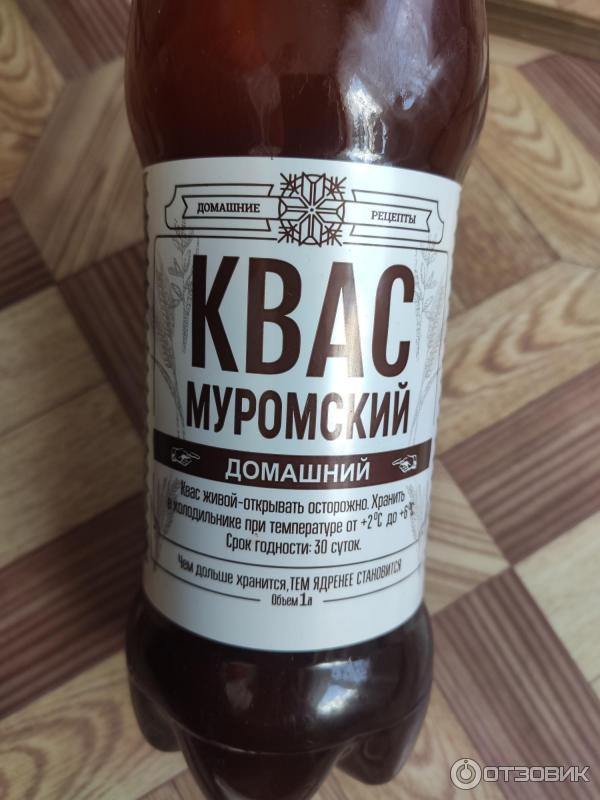 ДОМАШНИЕ РЕЦЕПТЫ
КВАС
МУРОМСКИЙ
ДОМАШНИЙ
Квас живой-открывать осторожно. Хранить
в холодильнике при температуре от +2°С до +6°С
Срок годности: 30 суток.
Чем дольше хранится, ТЕМ ЯДРЕНЕЕ СТАНОВИТСЯ
Объем 1л
ОТЗОВИК